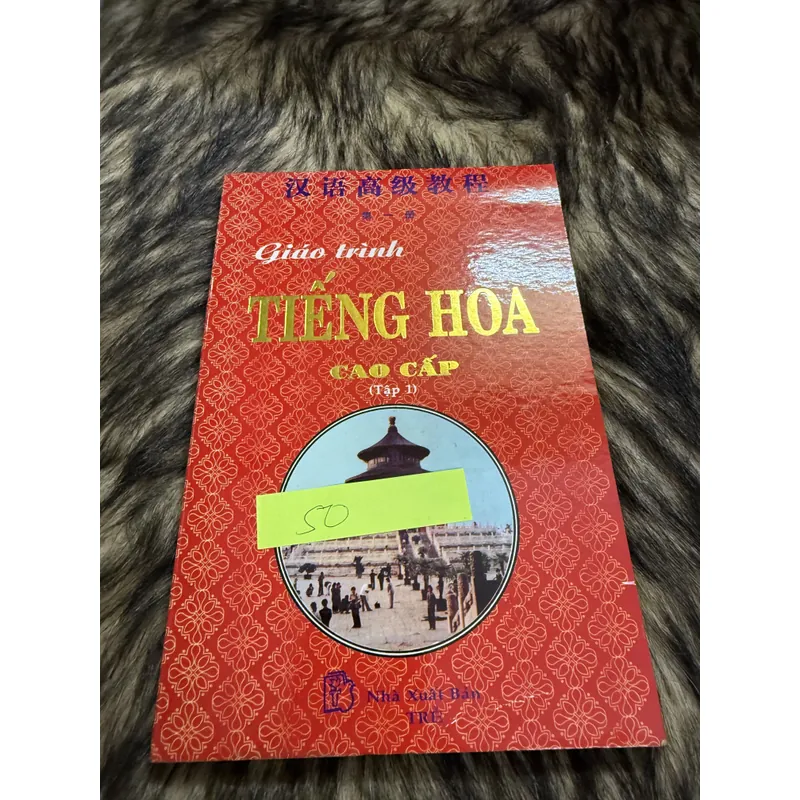 汉语高级教程
第一册
Giáo trình
TIẾNG HOA
CAO CẤP
(Tập 1)
50
Nhà Xuất Bản
TRẺ